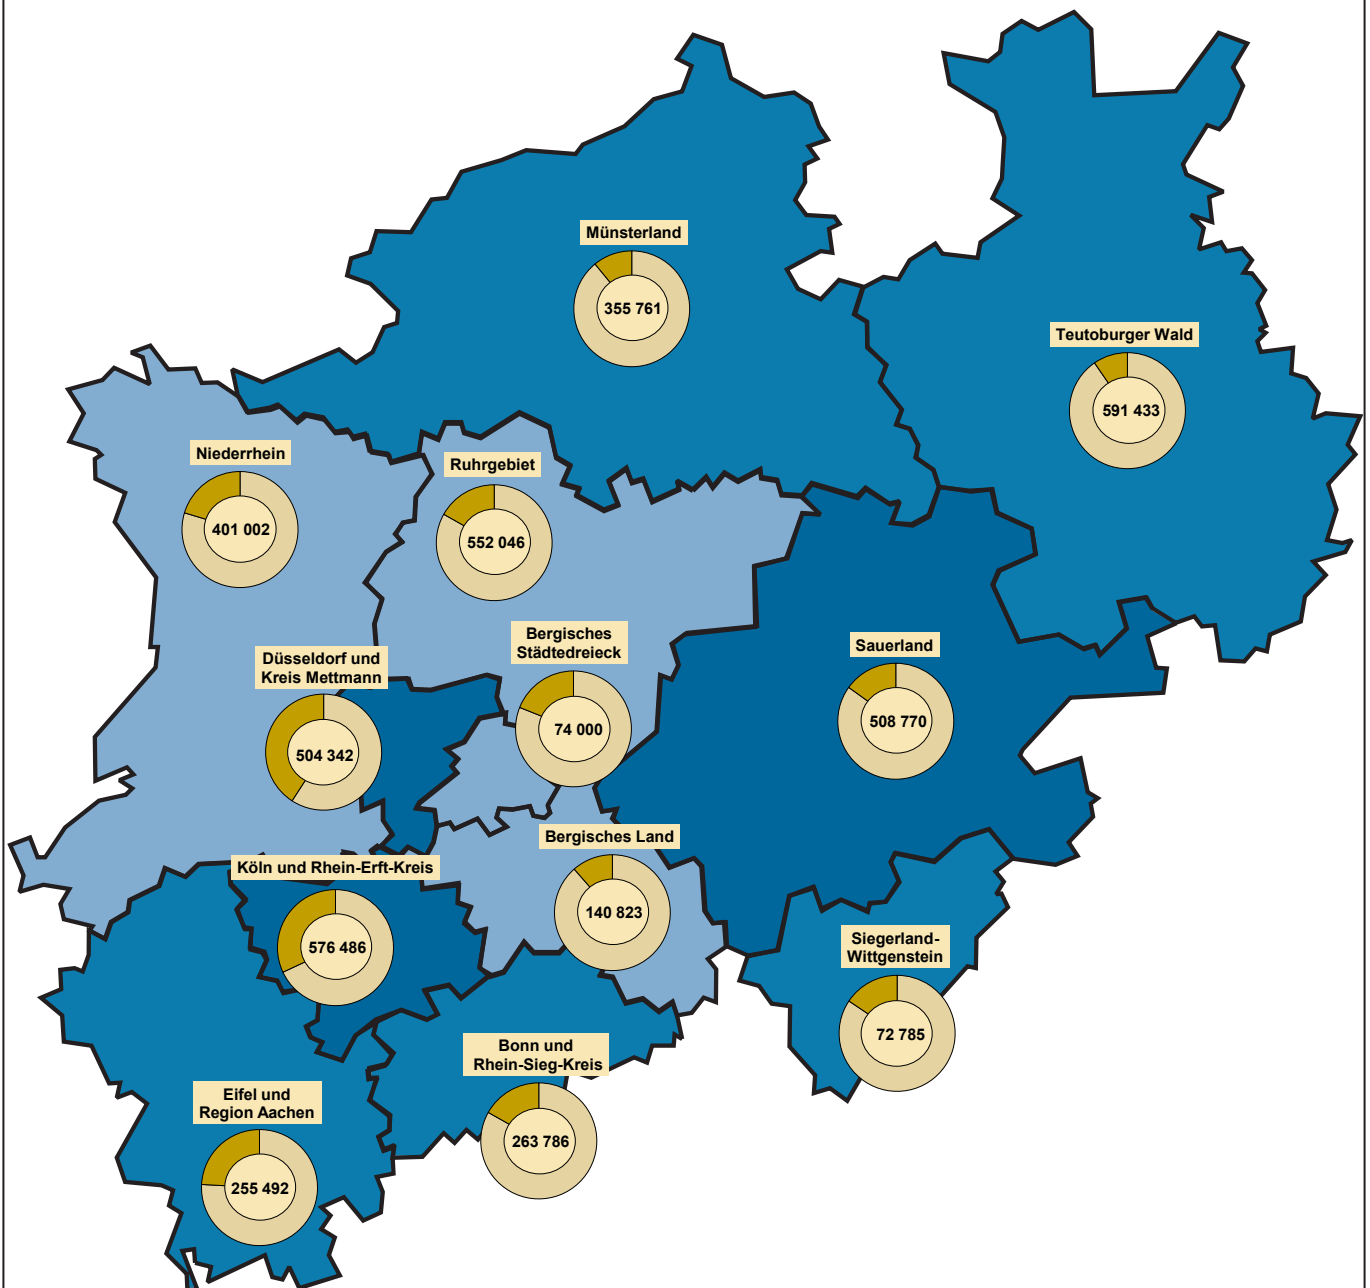 Münsterland
355 761
Teutoburger Wald
591 433
Niederrhein
401 002
Ruhrgebiet
552 046
Bergisches
Städtedreieck
74 000
Düsseldorf und
Kreis Mettmann
504 342
Sauerland
508 770
Bergisches Land
140 823
Köln und Rhein-Erft-Kreis
576 486
Siegerland-
Wittgenstein
72 785
Bonn und
Rhein-Sieg-Kreis
263 786
Eifel und
Region Aachen
255 492